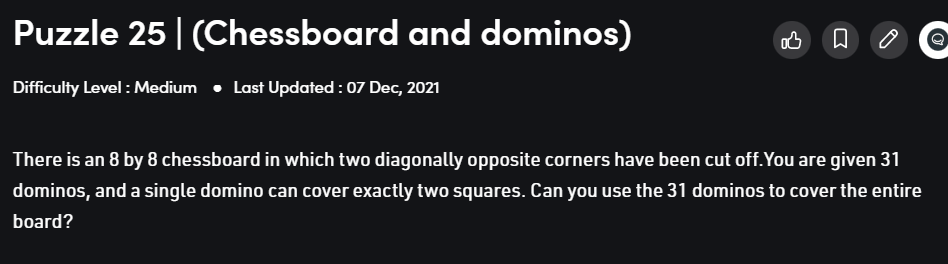 Puzzle 25 | (Chessboard and dominos)
Difficulty Level : Medium ● Last Updated : 07 Dec, 2021
There is an 8 by 8 chessboard in which two diagonally opposite corners have been cut off.You are given 31
dominos, and a single domino can cover exactly two squares. Can you use the 31 dominos to cover the entire
board?